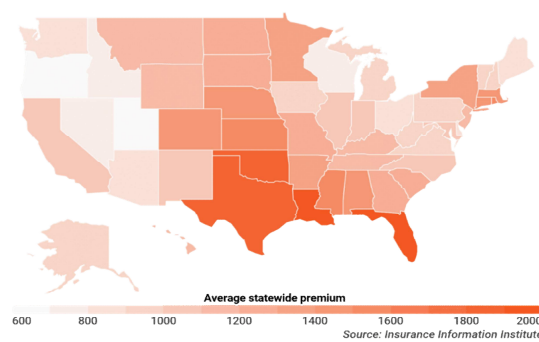 Average statewide premium
600 800 1000 1200 1400 1600 1800 2000
Source: Insurance Information Institute